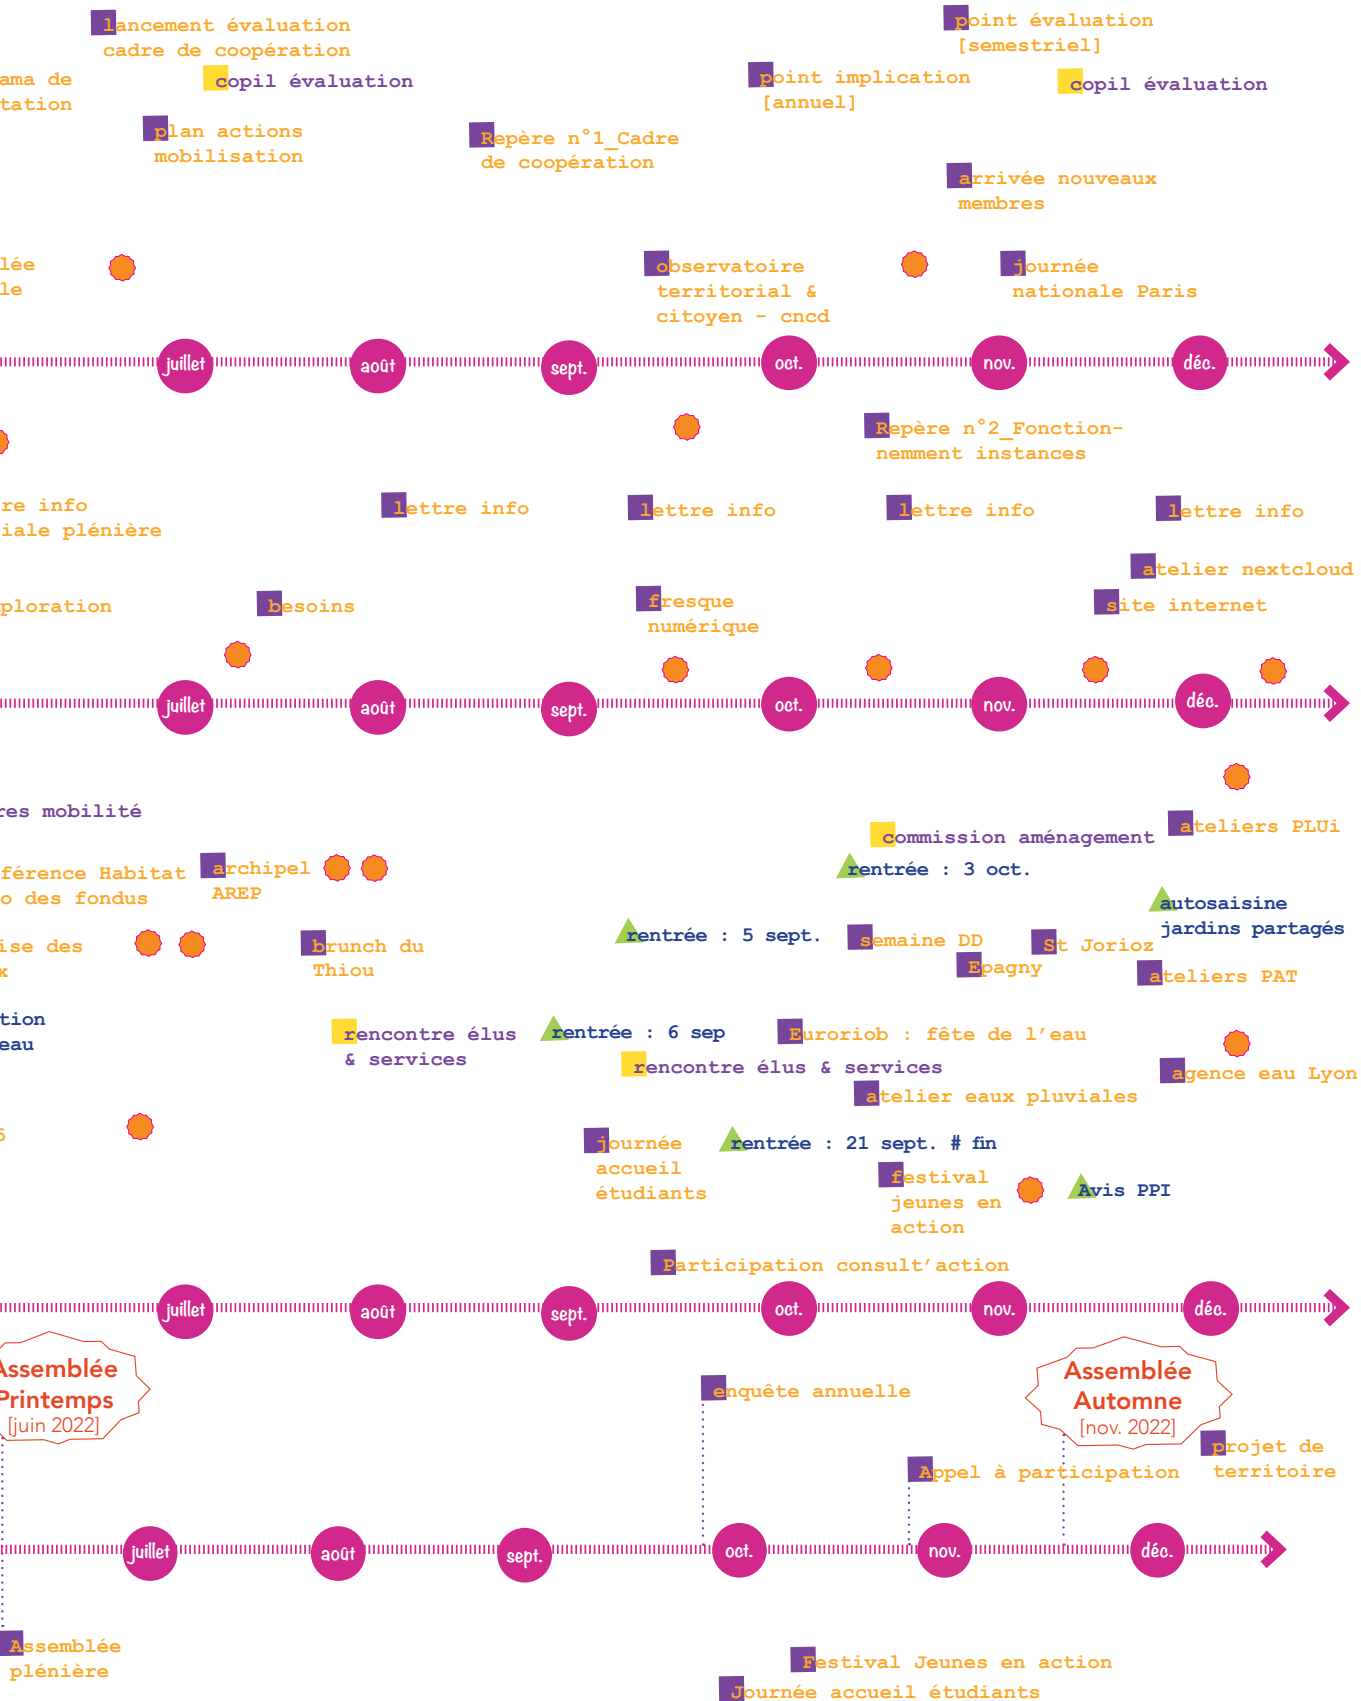 lancement évaluation
cadre de coopération
point évaluation
[semestriel]
ama de
tation
copil évaluation
point implication
[annuel]
copil évaluation
plan actions
mobilisation
Repère n°1_Cadre
de coopération
arrivée nouveaux
membres
lée
le
observatoire
territorial &
citoyen - cncd
journée
nationale Paris
juillet
août
sept.
oct.
nov.
déc.
Repère n°2_Fonction-
nemment instances
re info
iale plénière
lettre info
lettre info
lettre info
lettre info
atelier nextcloud
ploration
besoins
fresque
numérique
site internet
juillet
août
sept.
oct.
nov.
déc.
res mobilité
commission aménagement
ateliers PLUi
férence Habitat
o des fondus
archipel
AREP
rentrée : 3 oct.
autosaisine
jardins partagés
ise des
x
brunch du
Thiou
rentrée : 5 sept.
semaine DD
St Jorioz
Epagny
ateliers PAT
tion
eau
rencontre élus
& services
rentrée : 6 sep
Euroriob : fête de l'eau
rencontre élus & services
agence eau Lyon
atelier eaux pluviales
journée
accueil
étudiants
rentrée : 21 sept. # fin
festival
jeunes en
action
Avis PPI
Participation consult'action
juillet
août
sept.
oct.
nov.
déc.
Assemblée
Printemps
[juin 2022]
enquête annuelle
Assemblée
Automne
[nov. 2022]
projet de
territoire
Appel à participation
juillet
août
sept.
oct.
nov.
déc.
Assemblée
plénière
Festival Jeunes en action
Journée accueil étudiants